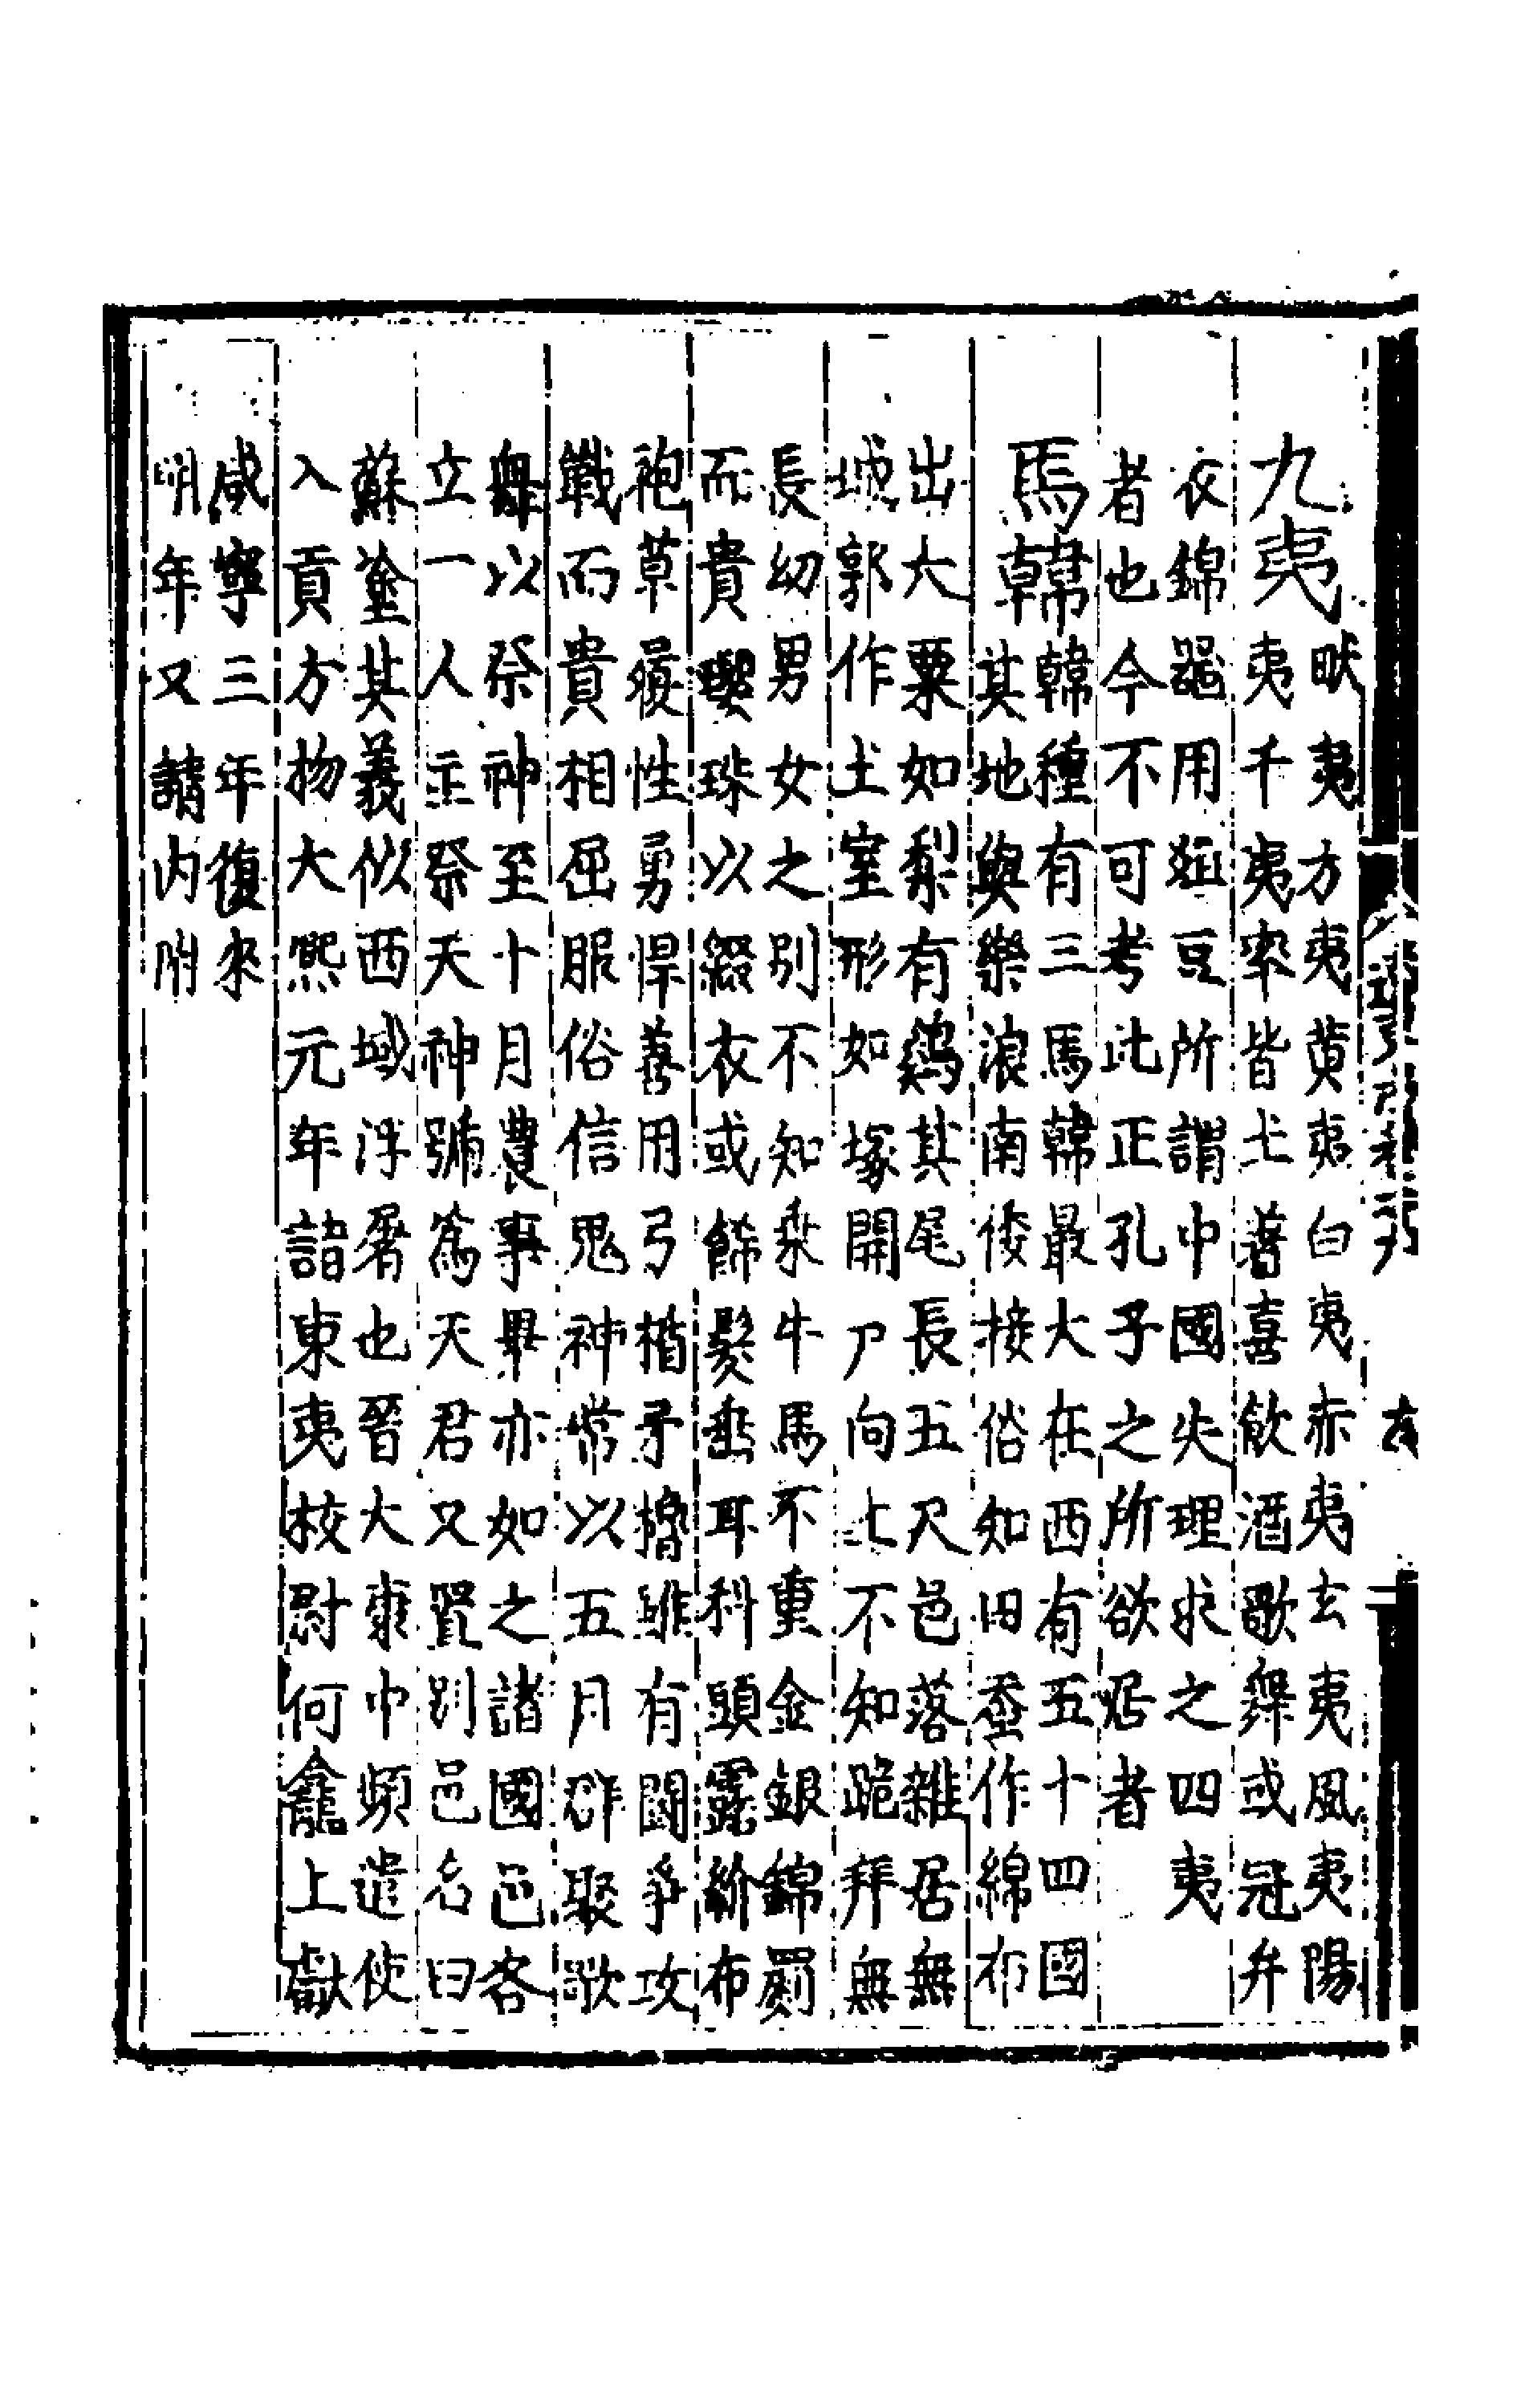 九夷
畎夷方夷黄夷白夷赤夷玄夷風夷陽
夷千夷夷率皆土著喜飲酒歌舞或冠弁
衣錦器用俎豆所謂中國失理求之四夷
者也今不可考此正孔子之所欲居者
馬韓
韓種有三馬韓最大在西有五十四國
其地與樂浪南倭接俗知田蚕作綿布
出大粟如梨有鷄其尾長五尺邑落雜居無
城郭作土室形如塚開戶向上不知跪拜無
長幼男女之別不知乘牛馬不重金銀錦罽
而貴瓔珠以綴衣或餙髮垂耳科頭露紒布
袍草履性勇悍善用弓楯矛櫓雖有鬬爭攻
戰而貴相屈服俗信鬼神常以五月群聚歌
舞以祭神至十月農事畢亦如之諸國邑各
立一人主祭天神號為天君又置別邑名曰
蘇塗其義似西域浮屠也晉大康中頻遣使
入貢方物大熙元年詣東夷校尉何龕上獻
咸寧三年復來
明年又請内附